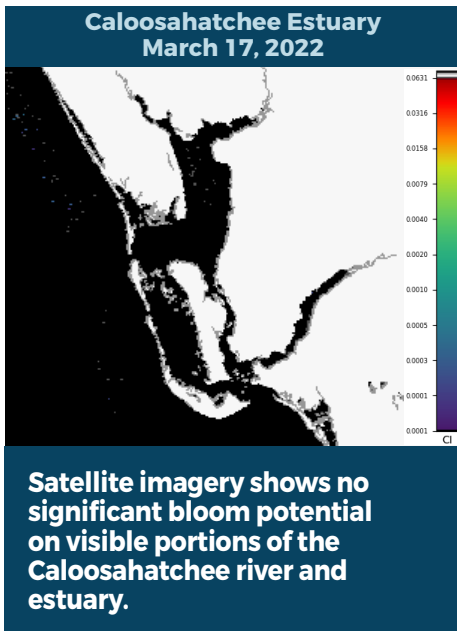 Caloosahatchee Estuary
March 17, 2022
0.0631
0.0316
0.0158
0.0079
0.0040
0.0020
0.0010
0.0005
0.0003
0.0001
0.0001
CI
Satellite imagery shows no
significant bloom potential
on visible portions of the
Caloosahatchee river and
estuary.